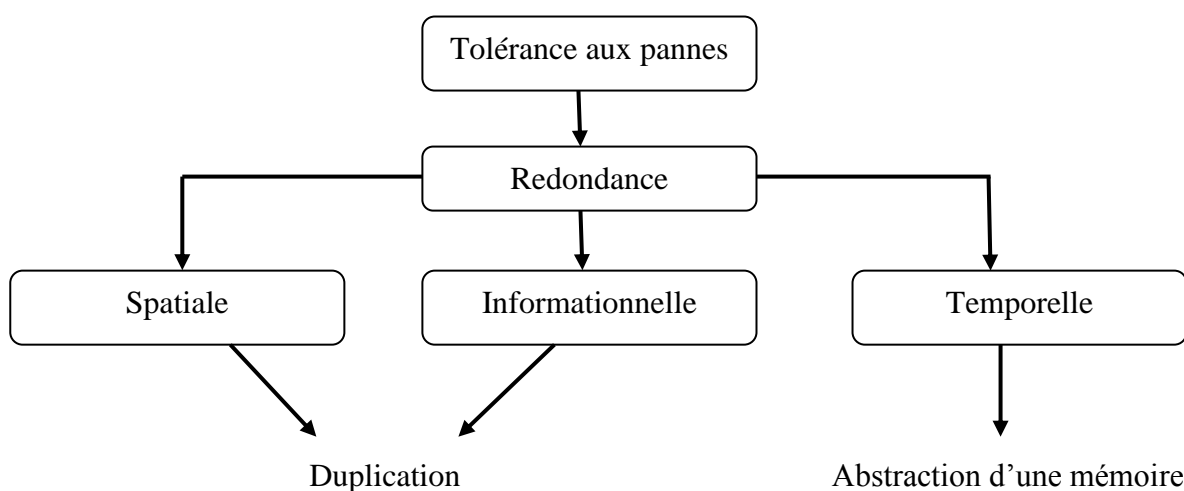 Tolérance aux pannes
Redondance
Spatiale
Informationnelle
Temporelle
Duplication
Abstraction d’une mémoire